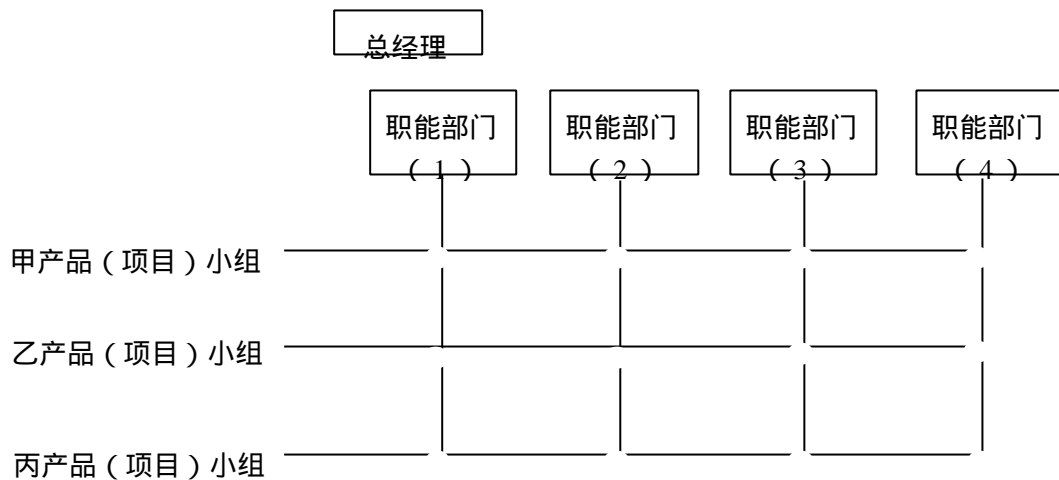 总经理
职能部门 职能部门 职能部门 职能部门
（1） （2） （3） （4）
甲产品（项目）小组
乙产品（项目）小组
丙产品（项目）小组